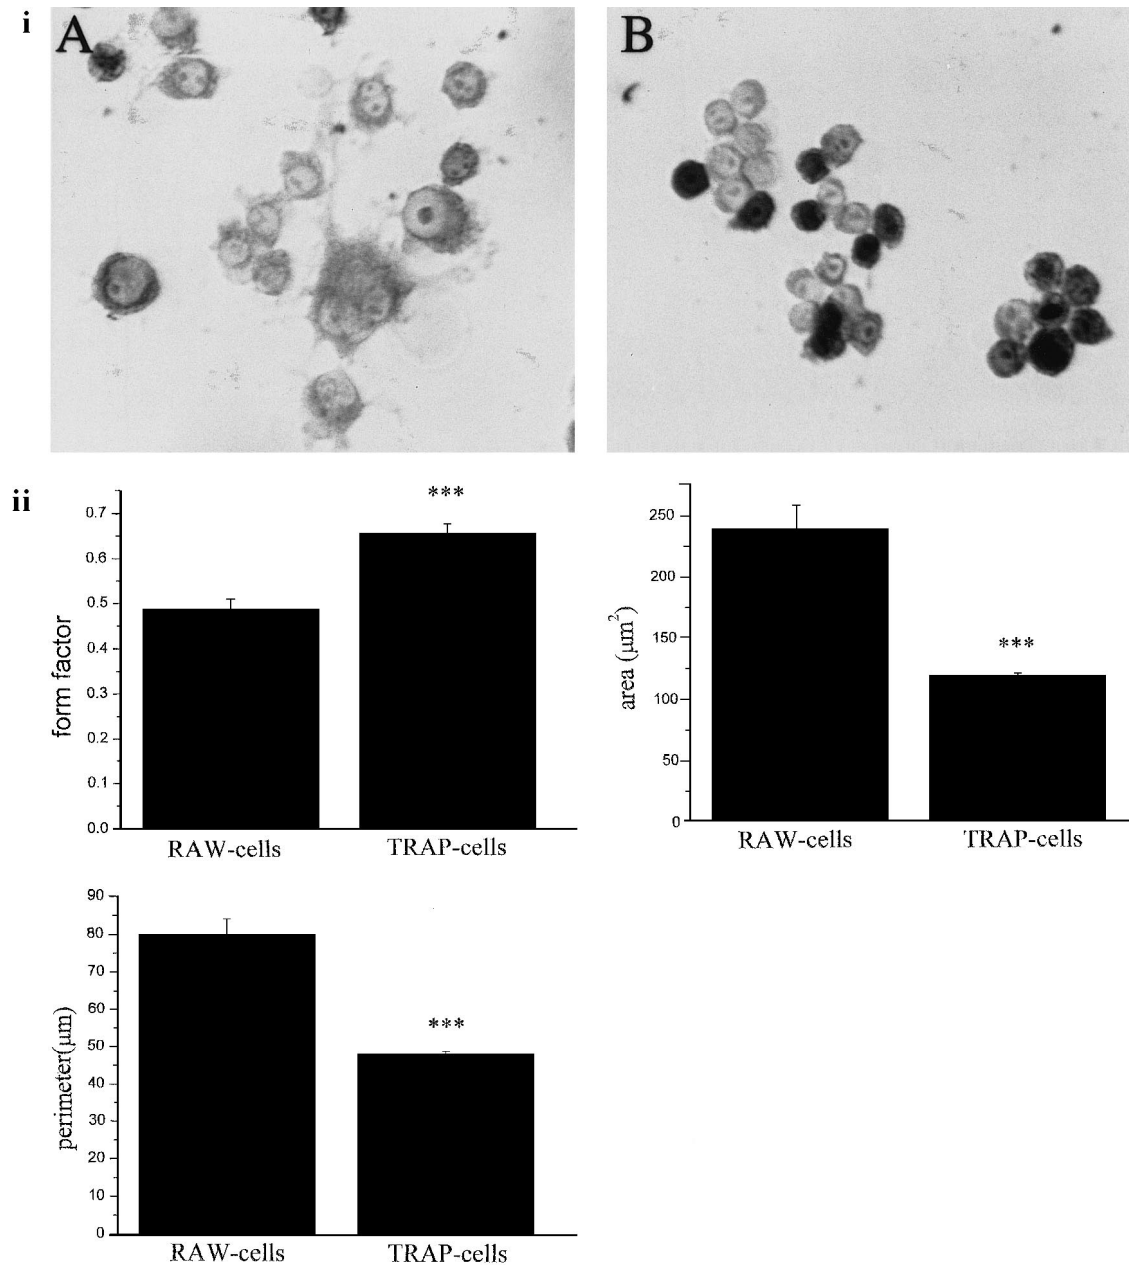 i
A
B
ii
***
0.7
0.6
0.5
0.4
0.3
0.2
0.1
0.0
form factor
RAW-cells
TRAP-cells
250
200
150
100
50
0
***
area (μm²)
RAW-cells
TRAP-cells
90
80
70
60
50
40
30
20
10
0
***
perimeter(μm)
RAW-cells
TRAP-cells